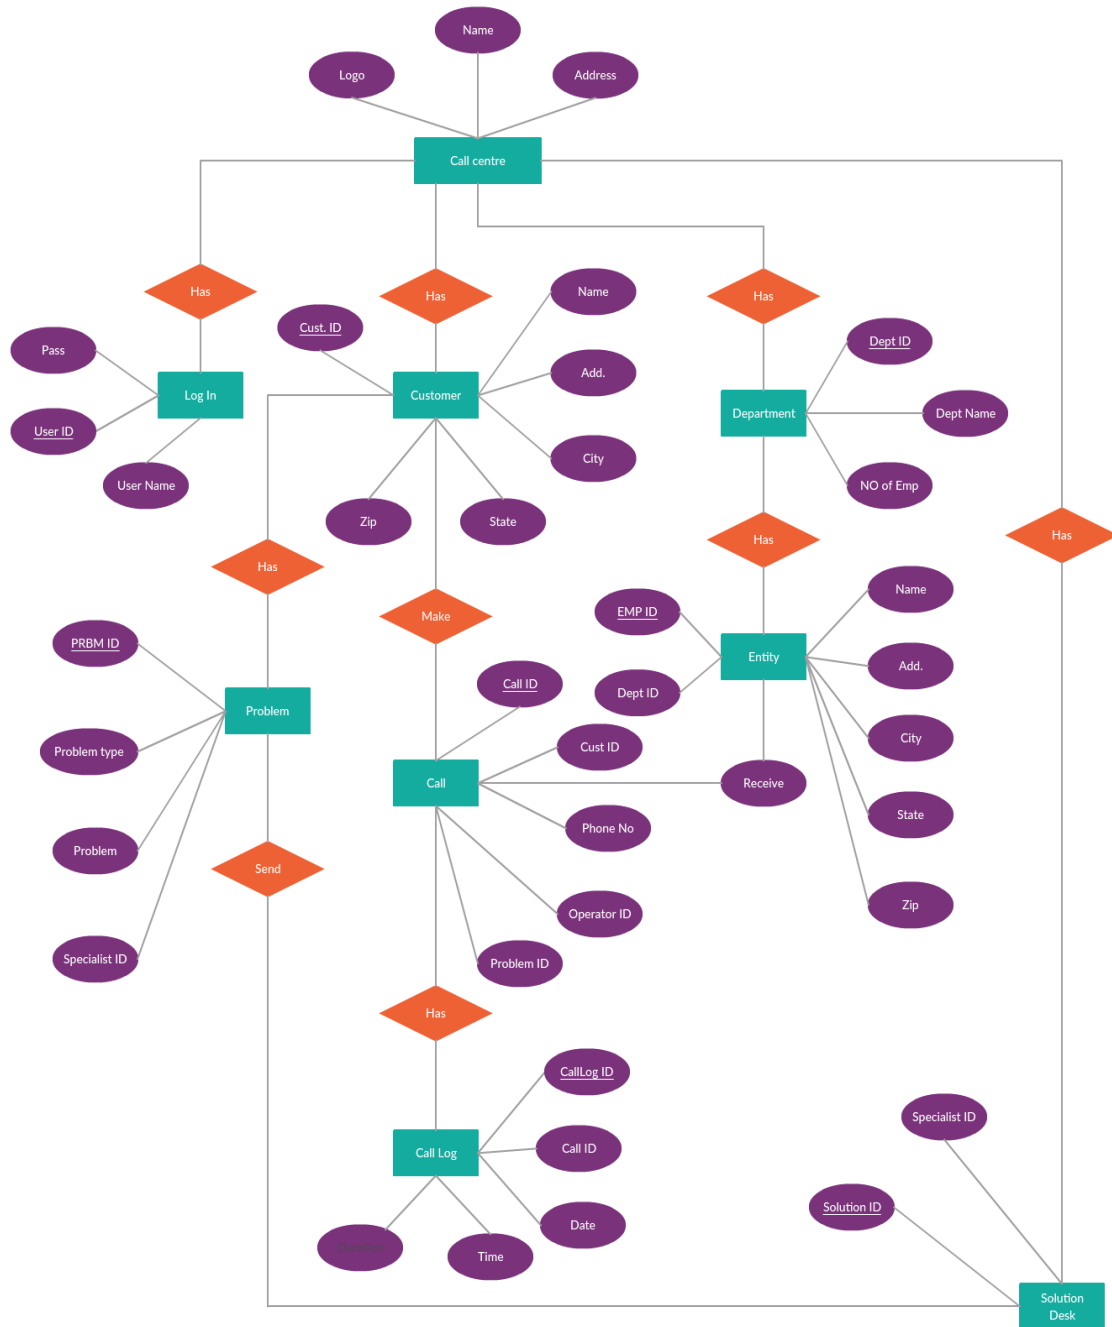 Name
Logo
Address
Call centre
Has
Has
Has
Name
Cust. ID
Pass
Dept ID
Add.
Log In
Customer
Department
Dept Name
User ID
City
User Name
NO of Emp
Zip
State
Has
Has
Has
Make
EMP ID
Name
PRBM ID
Entity
Add.
Call ID
Dept ID
Problem
City
Problem type
Cust ID
Call
Receive
State
Phone No
Problem
Send
Zip
Operator ID
Specialist ID
Problem ID
Has
CallLog ID
Specialist ID
Call Log
Call ID
Solution ID
Date
Time
Solution
Desk